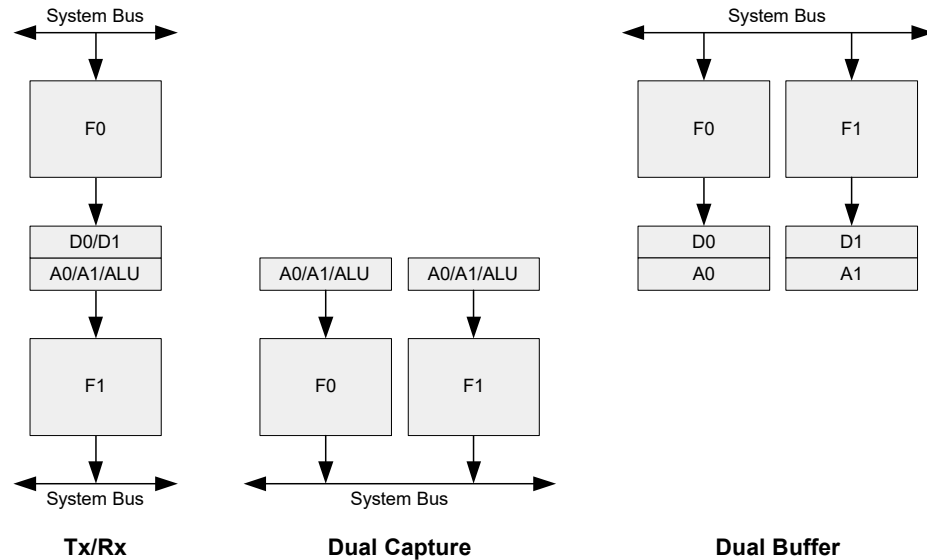 System Bus
F0
D0/D1
A0/A1/ALU
F1
System Bus
Tx/Rx
A0/A1/ALU A0/A1/ALU
F0 F1
System Bus
Dual Capture
System Bus
F0 F1
D0 D1
A0 A1
Dual Buffer